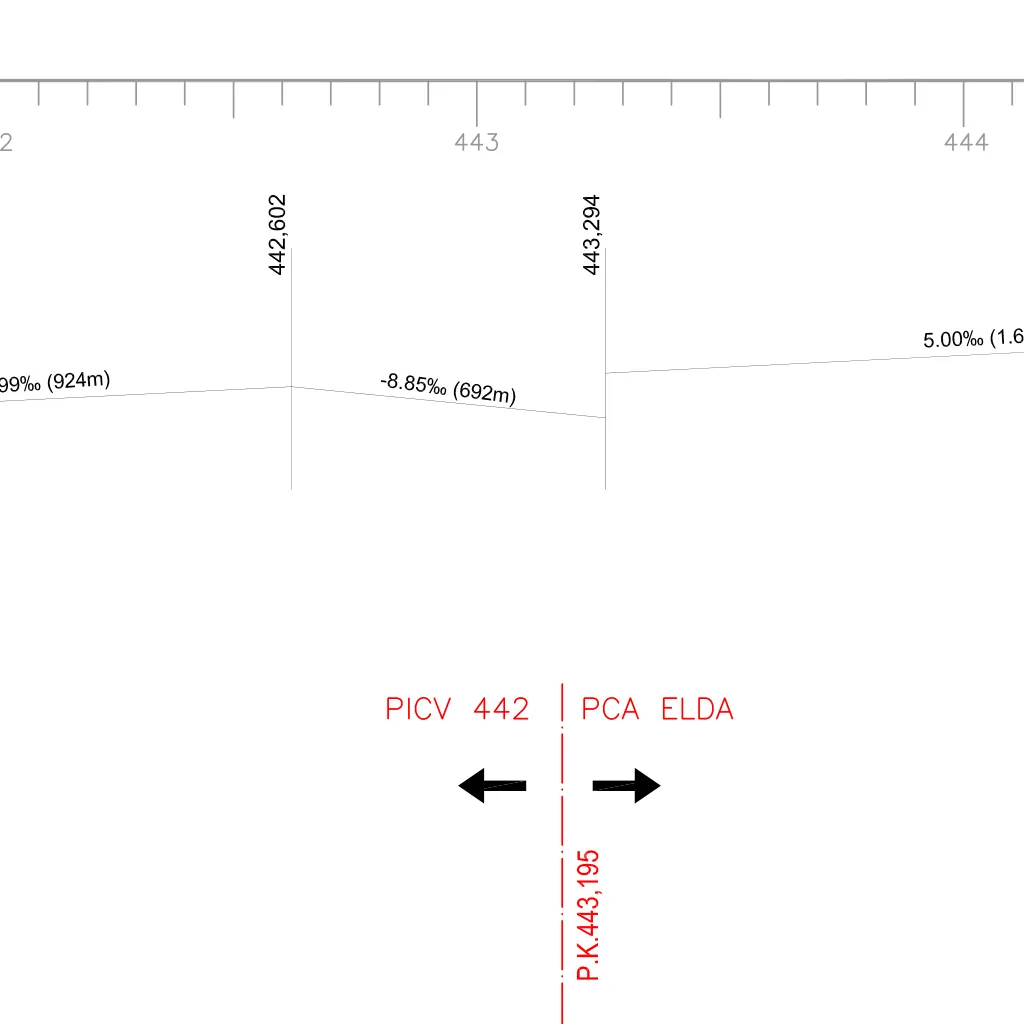 2
443
444
442,602
443,294
99‰ (924m)
-8.85‰ (692m)
5.00‰ (1.6
PICV 442
PCA ELDA
P.K.443,195